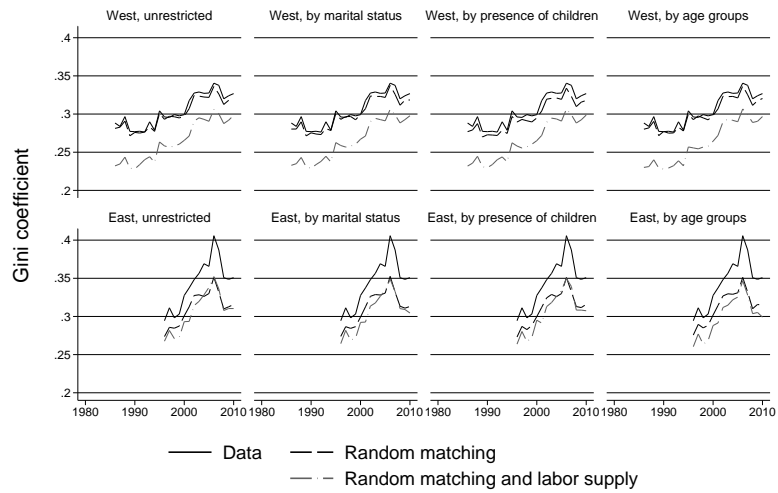 West, unrestricted
West, by marital status
West, by presence of children
West, by age groups
.4
.35
.3
.25
.2
East, unrestricted
East, by marital status
East, by presence of children
East, by age groups
.4
.35
.3
.25
.2
Gini coefficient
1980 1990 2000 2010
1980 1990 2000 2010
1980 1990 2000 2010
1980 1990 2000 2010
Data
Random matching
Random matching and labor supply